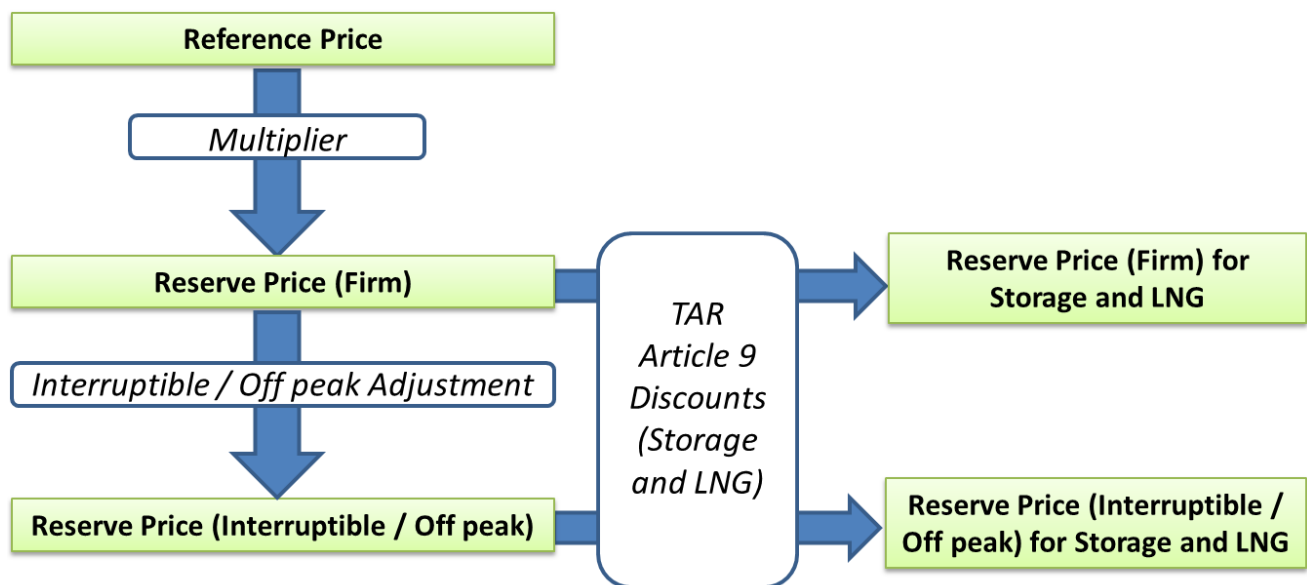 Reference Price
Multiplier
Reserve Price (Firm)
Interruptible / Off peak Adjustment
Reserve Price (Interruptible / Off peak)
TAR
Article 9
Discounts
(Storage
and LNG)
Reserve Price (Firm) for
Storage and LNG
Reserve Price (Interruptible /
Off peak) for Storage and LNG